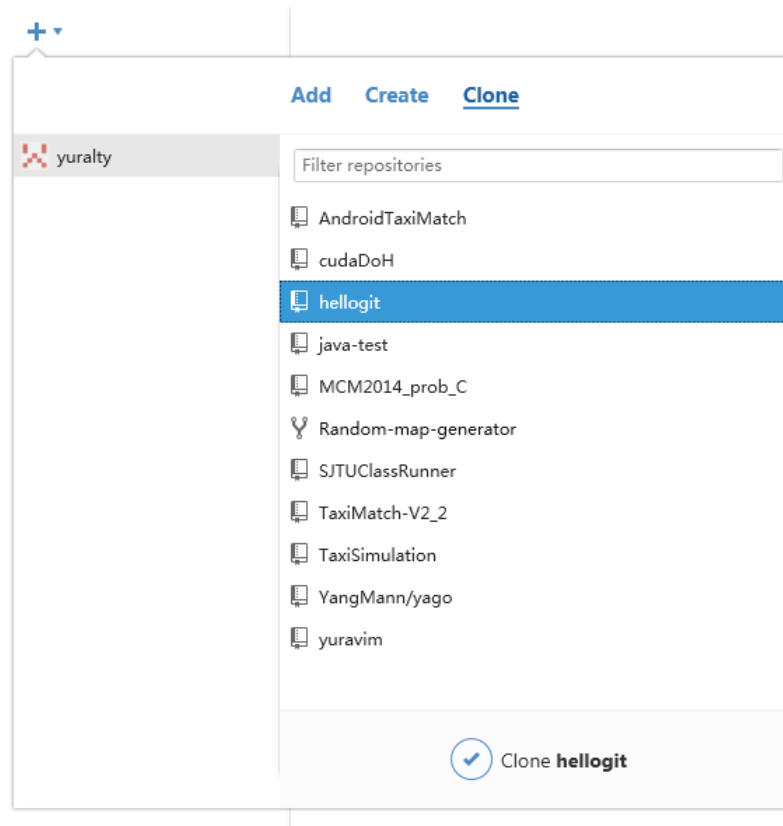 Add Create Clone
yuralty
Filter repositories
AndroidTaxiMatch
cudaDoH
hellogit
java-test
MCM2014_prob_C
Random-map-generator
SJTUClassRunner
TaxiMatch-V2_2
TaxiSimulation
YangMann/yago
yuravim
Clone hellogit